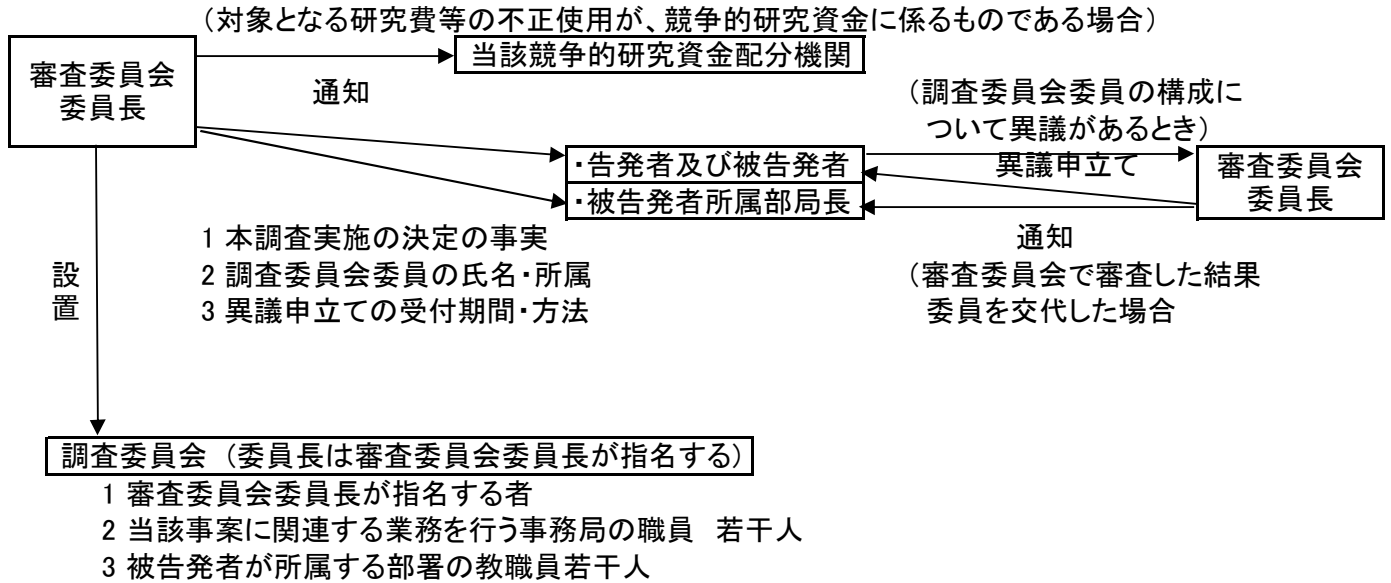 （対象となる研究費等の不正使用が、競争的研究資金に係るものである場合）
審査委員会
委員長
当該競争的研究資金配分機関
通知
（調査委員会委員の構成に
ついて異議があるとき）
・告発者及び被告発者
異議申立て
審査委員会
委員長
・被告発者所属部局長
1 本調査実施の決定の事実
2 調査委員会委員の氏名・所属
3 異議申立ての受付期間・方法
通知
（審査委員会で審査した結果
委員を交代した場合
設
置
調査委員会 （委員長は審査委員会委員長が指名する）
1 審査委員会委員長が指名する者
2 当該事案に関連する業務を行う事務局の職員　若干人
3 被告発者が所属する部署の教職員若干人